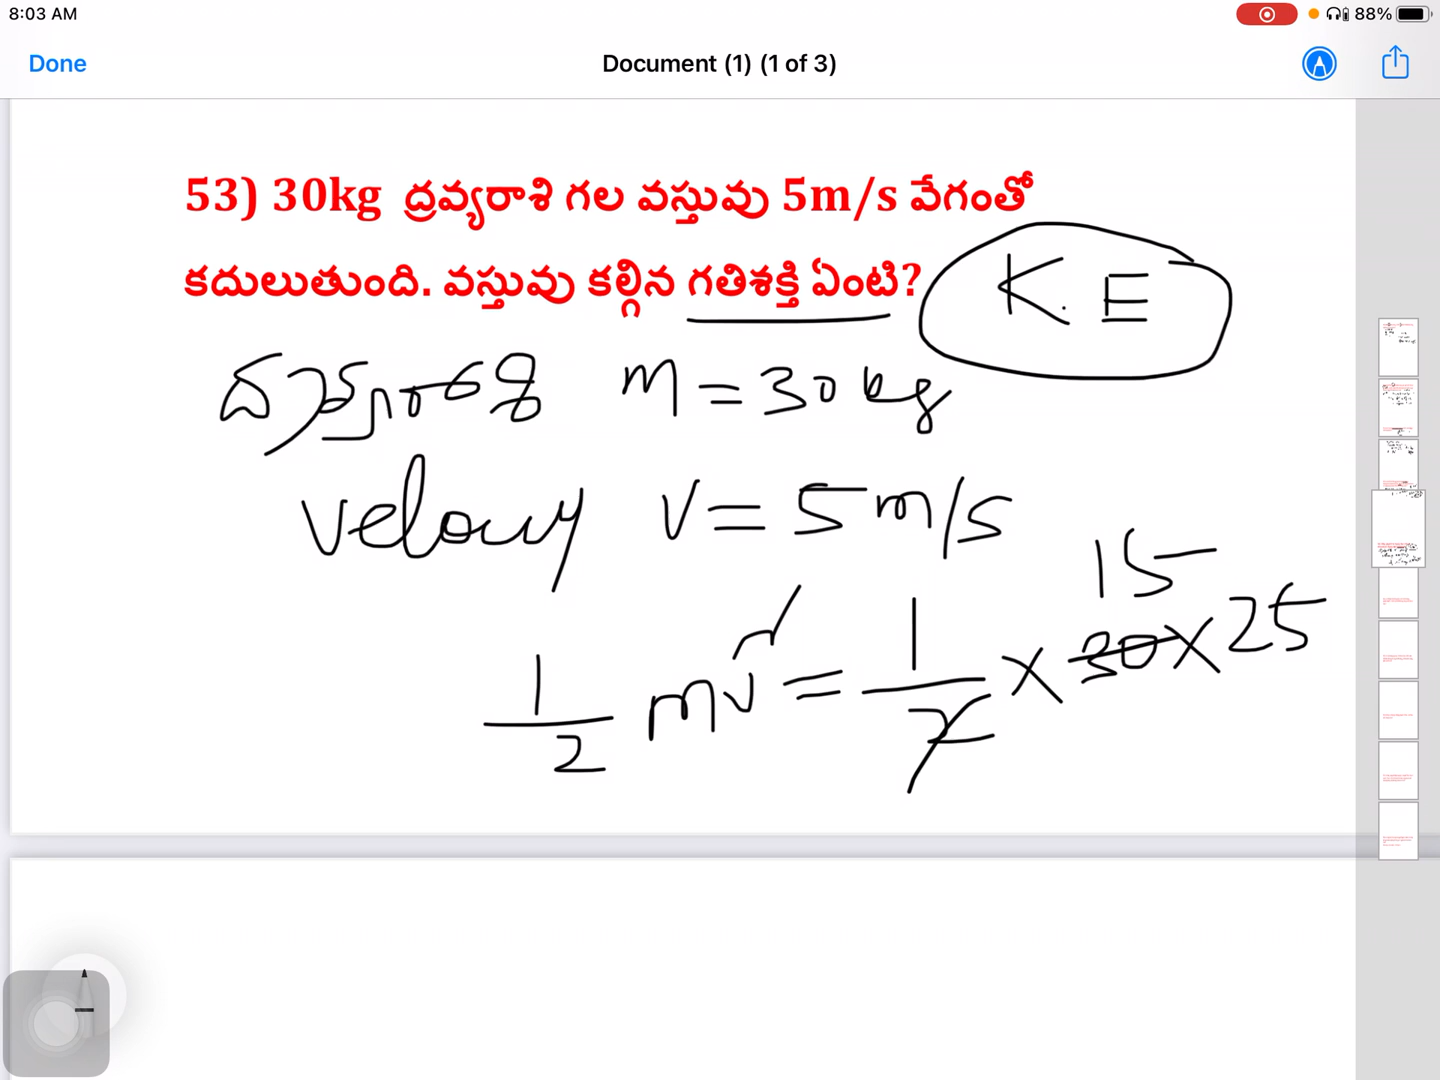 8:03 AM
88%
Done
Document (1) (1 of 3)
53) 30kg ద్రవ్యరాశి గల వస్తువు 5m/s వేగంతో
కదులుతుంది. వస్తువు కల్గిన గతిశక్తి ఏంటి?
K.E
ద్రవ్యరాశి m = 30 kg
velocity v = 5 m/s
15
1/2 mv² = 1/2 × 30 × 25